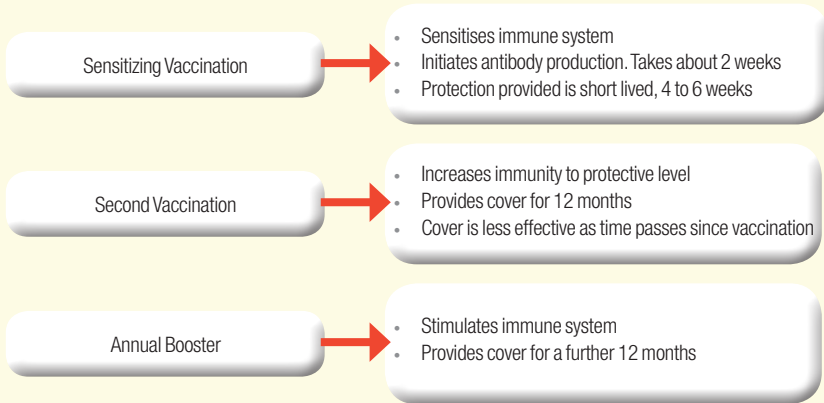 Sensitizing Vaccination
• Sensitises immune system
• Initiates antibody production. Takes about 2 weeks
• Protection provided is short lived, 4 to 6 weeks
Second Vaccination
• Increases immunity to protective level
• Provides cover for 12 months
• Cover is less effective as time passes since vaccination
Annual Booster
• Stimulates immune system
• Provides cover for a further 12 months